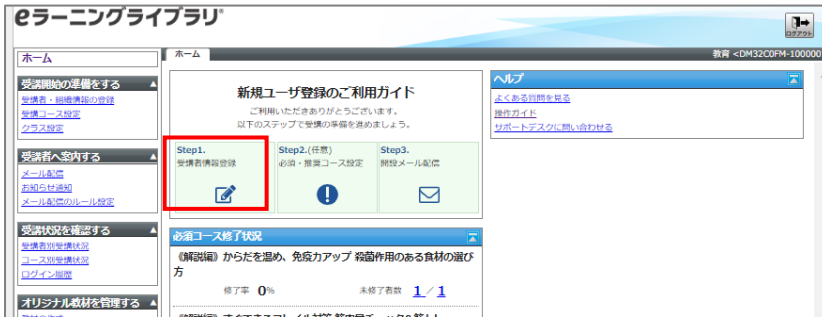 eラーニングライブラリ®
ログアウト
ホーム
ホーム
教育 <DM32C0FM-100000
受講開始の準備をする
受講者・組織情報の登録
受講コース設定
クラス設定
受講者へ案内する
メール配信
お知らせ通知
メール配信のルール設定
受講状況を確認する
受講者別受講状況
コース別受講状況
ログイン履歴
オリジナル教材を管理する
新規ユーザ登録のご利用ガイド
ご利用いただきありがとうございます。
以下のステップで受講の準備を進めましょう。
Step1.
受講者情報登録
Step2.(任意)
必須・推奨コース設定
Step3.
開設メール配信
必須コース修了状況
《解説編》からだを温め、免疫力アップ 殺菌作用のある食材の選び
方
修了率 0% 未修了者数 1 / 1
ヘルプ
よくある質問を見る
操作ガイド
サポートデスクに問い合わせる